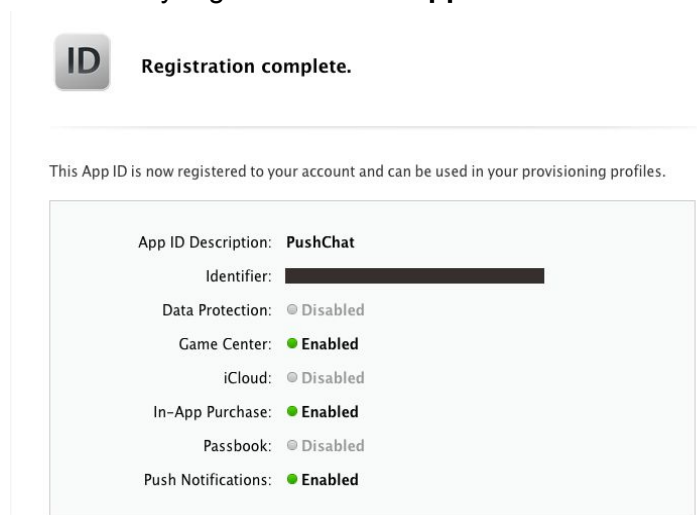 ID
Registration complete.
This App ID is now registered to your account and can be used in your provisioning profiles.
App ID Description: PushChat
Identifier:
Data Protection: Disabled
Game Center: Enabled
iCloud: Disabled
In-App Purchase: Enabled
Passbook: Disabled
Push Notifications: Enabled